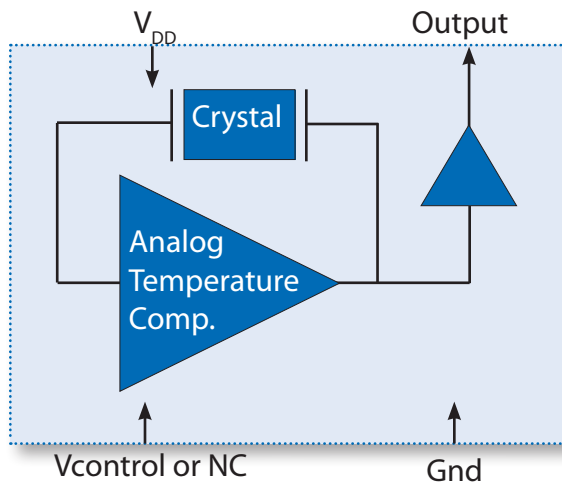 VDD
Output
Crystal
Analog
Temperature
Comp.
Vcontrol or NC
Gnd